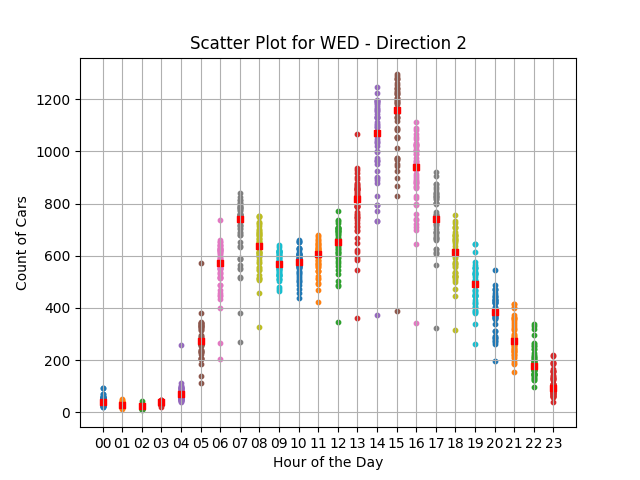 Scatter Plot for WED - Direction 2
Count of Cars
1200
1000
800
600
400
200
0
00 01 02 03 04 05 06 07 08 09 10 11 12 13 14 15 16 17 18 19 20 21 22 23
Hour of the Day